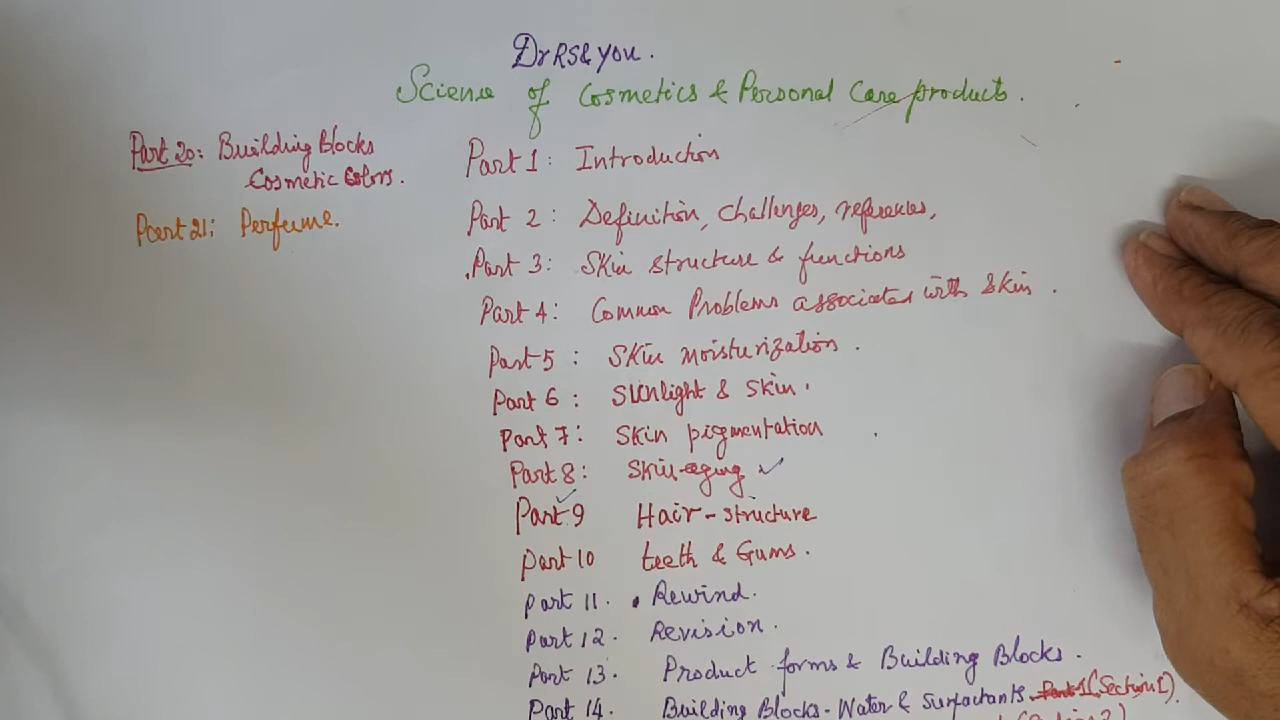 Dr RS & you.
Science of Cosmetics & Personal Care products.
Part 20: Building Blocks
Cosmetic Colors.
Part 21: Perfume.
Part 1: Introduction
Part 2: Definition, challenges, references,
Part 3: Skin structure & functions
Part 4: Common Problems associated with Skin.
Part 5: Skin moisturization.
Part 6: Sunlight & Skin.
Part 7: Skin pigmentation
Part 8: Skin-aging ✓
Part 9 Hair-structure
Part 10 teeth & Gums.
Part 11. Rewind.
Part 12. Revision.
Part 13. Product forms & Building Blocks.
Part 14. Building Blocks - Water & Surfactants (Section 1).